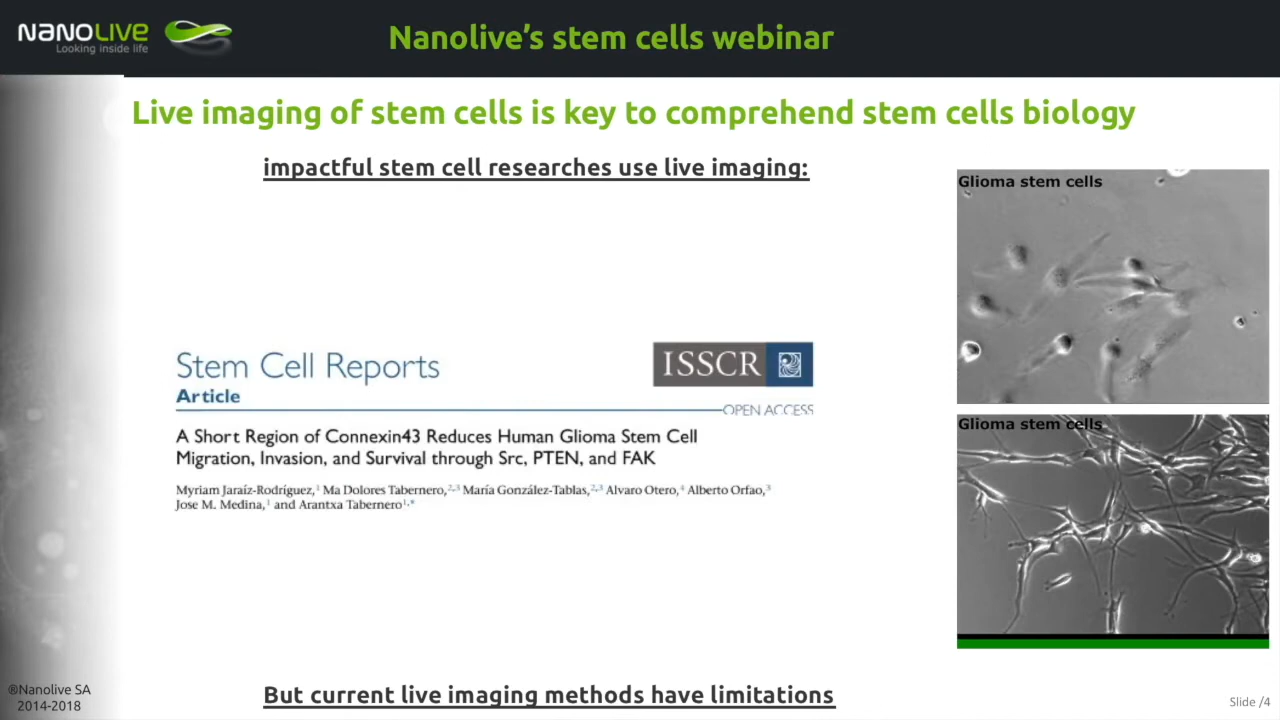 NANOLIVE
Looking inside life
Nanolive's stem cells webinar
Live imaging of stem cells is key to comprehend stem cells biology
impactful stem cell researches use live imaging:
Glioma stem cells
Stem Cell Reports
Article
ISSCR
OPEN ACCESS
A Short Region of Connexin43 Reduces Human Glioma Stem Cell
Migration, Invasion, and Survival through Src, PTEN, and FAK
Myriam Jaraíz-Rodríguez,1 Ma Dolores Tabernero,2,3 María González-Tablas,2,3 Alvaro Otero,4 Alberto Orfao,3
Jose M. Medina,1 and Arantxa Tabernero1,*
Glioma stem cells
But current live imaging methods have limitations
®Nanolive SA
2014-2018
Slide /4